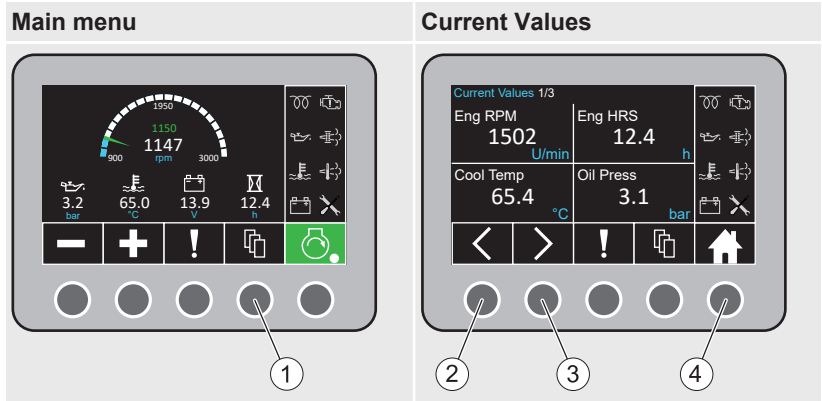 Main menu
1950
1150
1147
rpm
900
3000
3.2
bar
65.0
°C
13.9
V
12.4
h
1
Current Values
Current Values 1/3
Eng RPM
1502
U/min
Eng HRS
12.4
h
Cool Temp
65.4
°C
Oil Press
3.1
bar
2
3
4